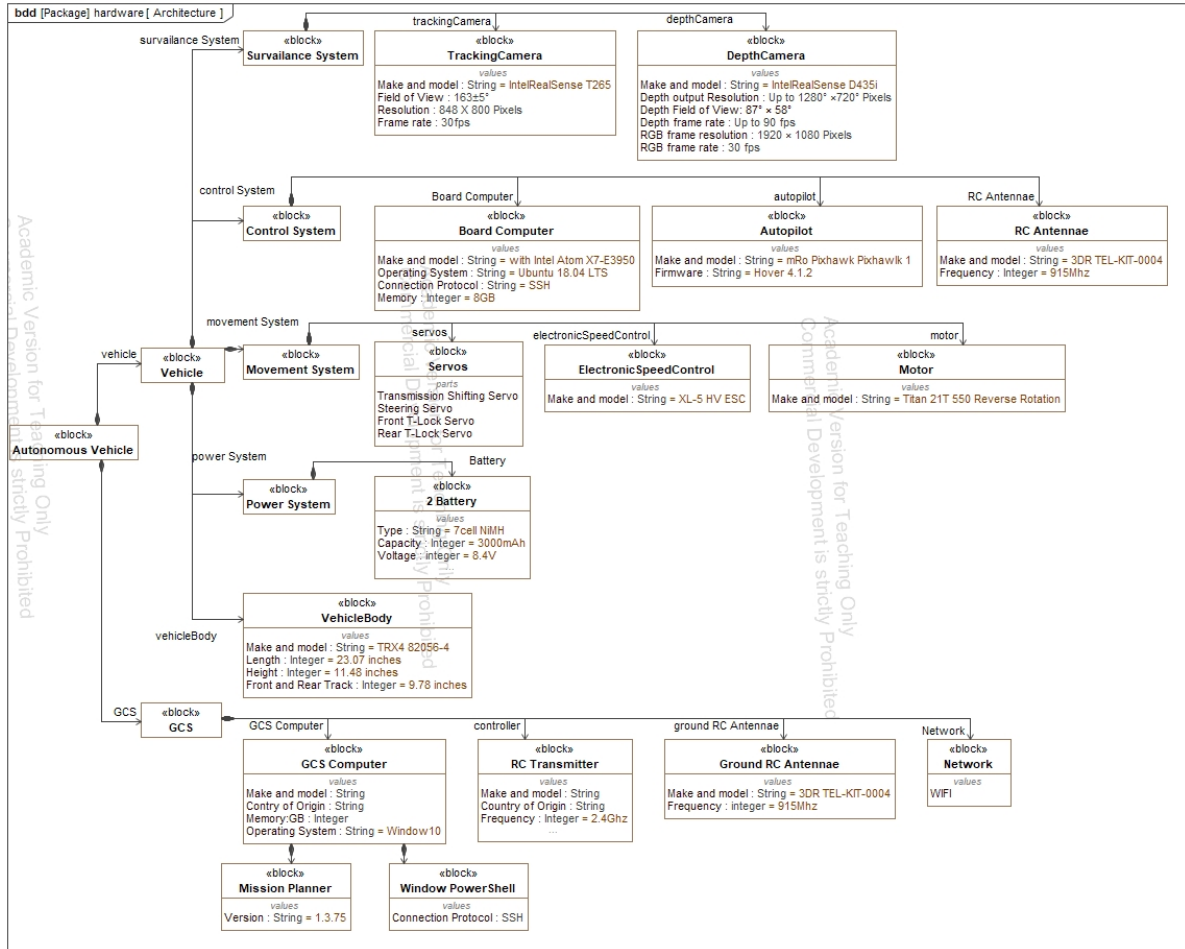 bdd [Package] hardware [ Architecture ]
survailance System
«block»
Survailance System
trackingCamera
«block»
TrackingCamera
values
Make and model : String = IntelRealSense T265
Field of View : 163±5°
Resolution : 848 X 800 Pixels
Frame rate : 30fps
depthCamera
«block»
DepthCamera
values
Make and model : String = IntelRealSense D435i
Depth output Resolution : Up to 1280° ×720° Pixels
Depth Field of View: 87° × 58°
Depth frame rate : Up to 90 fps
RGB frame resolution : 1920 × 1080 Pixels
RGB frame rate : 30 fps
control System
«block»
Control System
Board Computer
«block»
Board Computer
values
Make and model : String = with Intel Atom X7-E3950
Operating System : String = Ubuntu 18.04 LTS
Connection Protocol : String = SSH
Memory : Integer = 8GB
autopilot
«block»
Autopilot
values
Make and model : String = mRo Pixhawk Pixhawlk 1
Firmware : String = Hover 4.1.2
RC Antennae
«block»
RC Antennae
values
Make and model : String = 3DR TEL-KIT-0004
Frequency : Integer = 915Mhz
vehicle
«block»
Vehicle
movement System
«block»
Movement System
servos
«block»
Servos
parts
Transmission Shifting Servo
Steering Servo
Front T-Lock Servo
Rear T-Lock Servo
electronicSpeedControl
«block»
ElectronicSpeedControl
values
Make and model : String = XL-5 HV ESC
motor
«block»
Motor
values
Make and model : String = Titan 21T 550 Reverse Rotation
«block»
Autonomous Vehicle
power System
«block»
Power System
Battery
«block»
2 Battery
values
Type : String = 7cell NiMH
Capacity : Integer = 3000mAh
Voltage : integer = 8.4V
vehicleBody
«block»
VehicleBody
values
Make and model : String = TRX4 82056-4
Length : Integer = 23.07 inches
Height : Integer = 11.48 inches
Front and Rear Track : Integer = 9.78 inches
GCS
«block»
GCS
GCS Computer
«block»
GCS Computer
values
Make and model : String
Contry of Origin : String
Memory:GB : Integer
Operating System : String = Window10
controller
«block»
RC Transmitter
values
Make and model : String
Country of Origin : String
Frequency : Integer = 2.4Ghz
...
ground RC Antennae
«block»
Ground RC Antennae
values
Make and model : String = 3DR TEL-KIT-0004
Frequency : integer = 915Mhz
Network
«block»
Network
values
WIFI
«block»
Mission Planner
values
Version : String = 1.3.75
«block»
Window PowerShell
values
Connection Protocol : SSH
Academic Version for Teaching Only
Commercial Development is strictly Prohibited